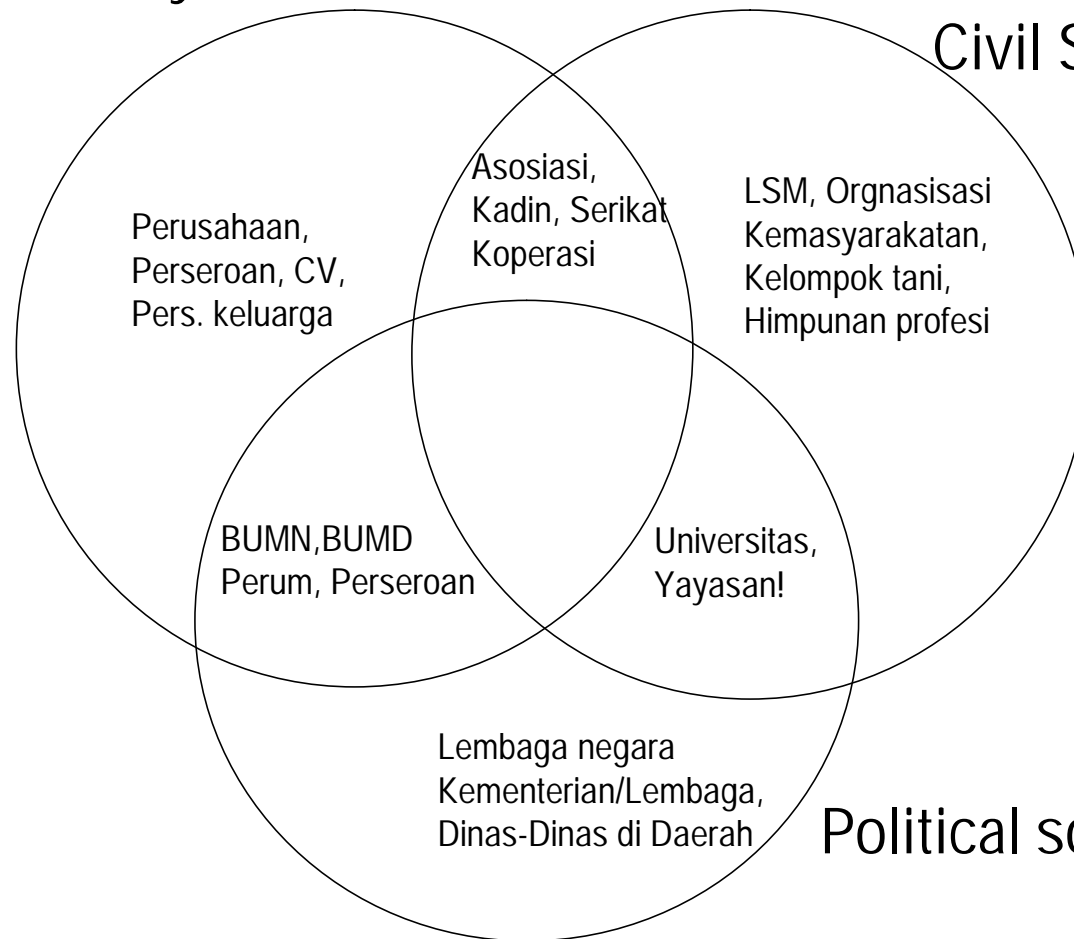 Civil S
Asosiasi,
Kadin, Serikat
Koperasi
LSM, Orgnasisasi
Kemasyarakatan,
Kelompok tani,
Himpunan profesi
Perusahaan,
Perseroan, CV,
Pers. keluarga
BUMN,BUMD
Perum, Perseroan
Universitas,
Yayasan!
Lembaga negara
Kementerian/Lembaga,
Dinas-Dinas di Daerah
Political so